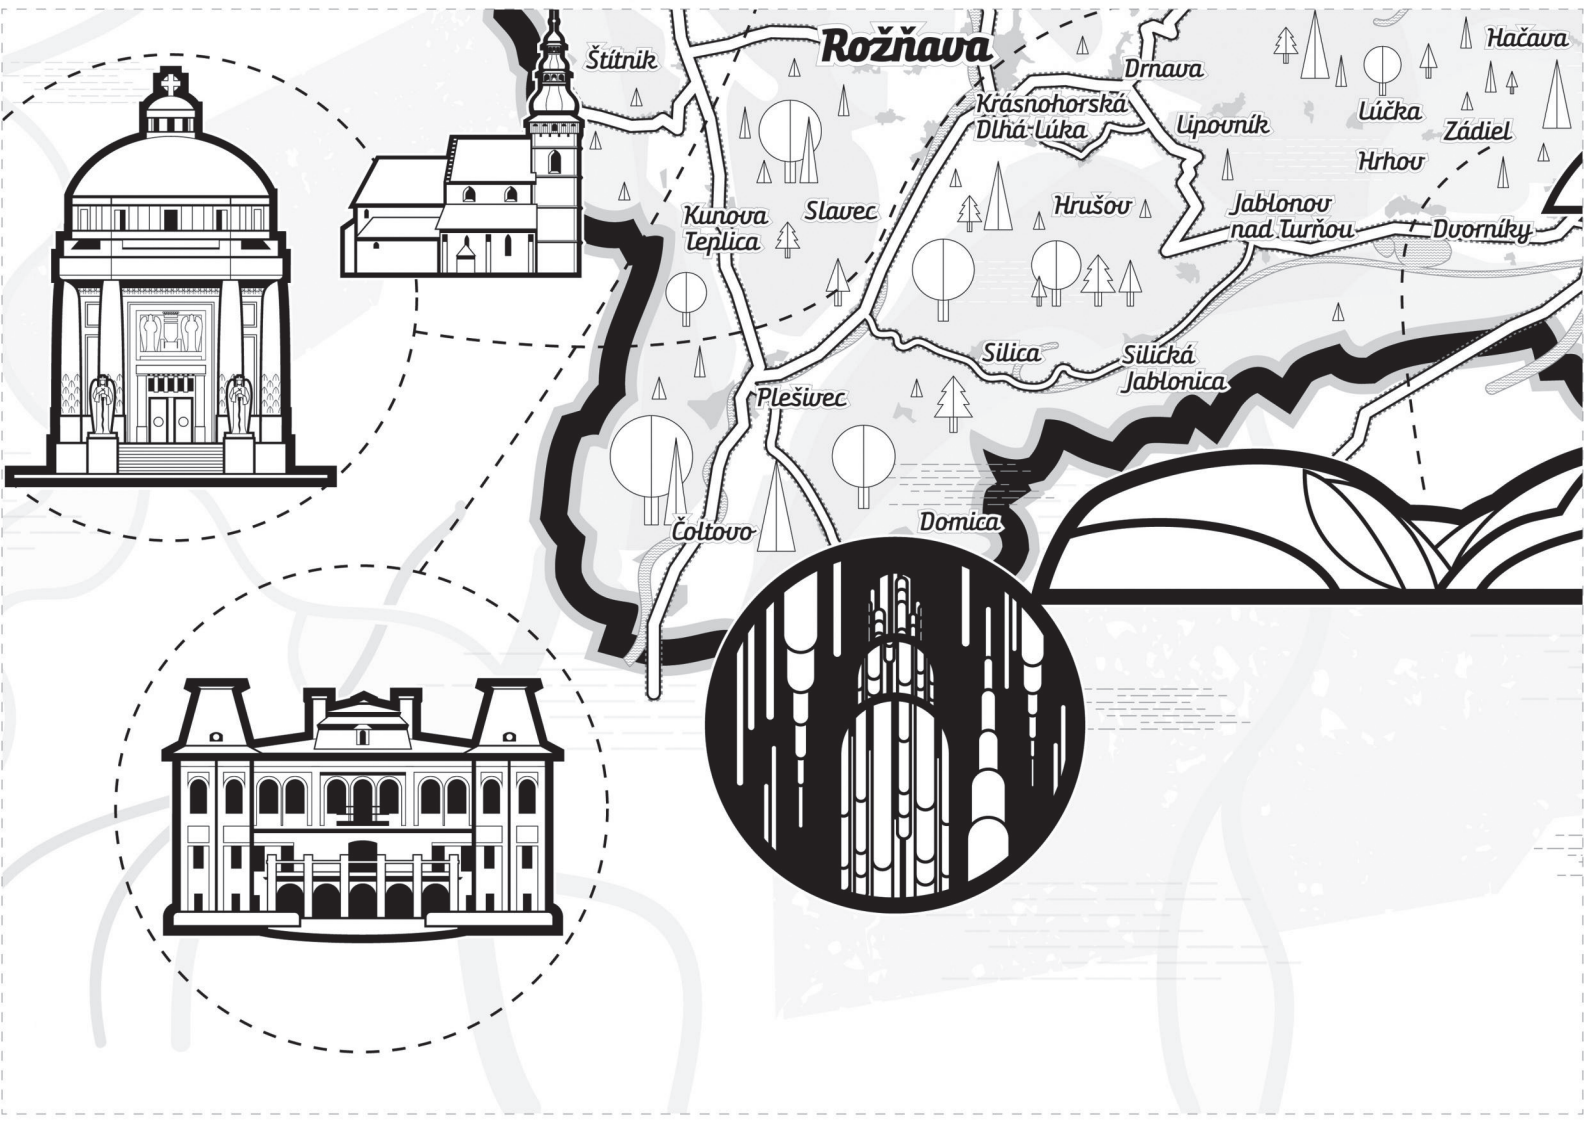 Rožňava
Štítnik
Hačava
Drnava
Krásnohorská
Dlhá Lúka
Lipovník
Lúčka
Zádiel
Hrhov
Kunova
Teplica
Slavec
Hrušov
Jablonov
nad Turňou
Dvorníky
Silica
Silická
Jablonica
Plešivec
Čoltovo
Domica